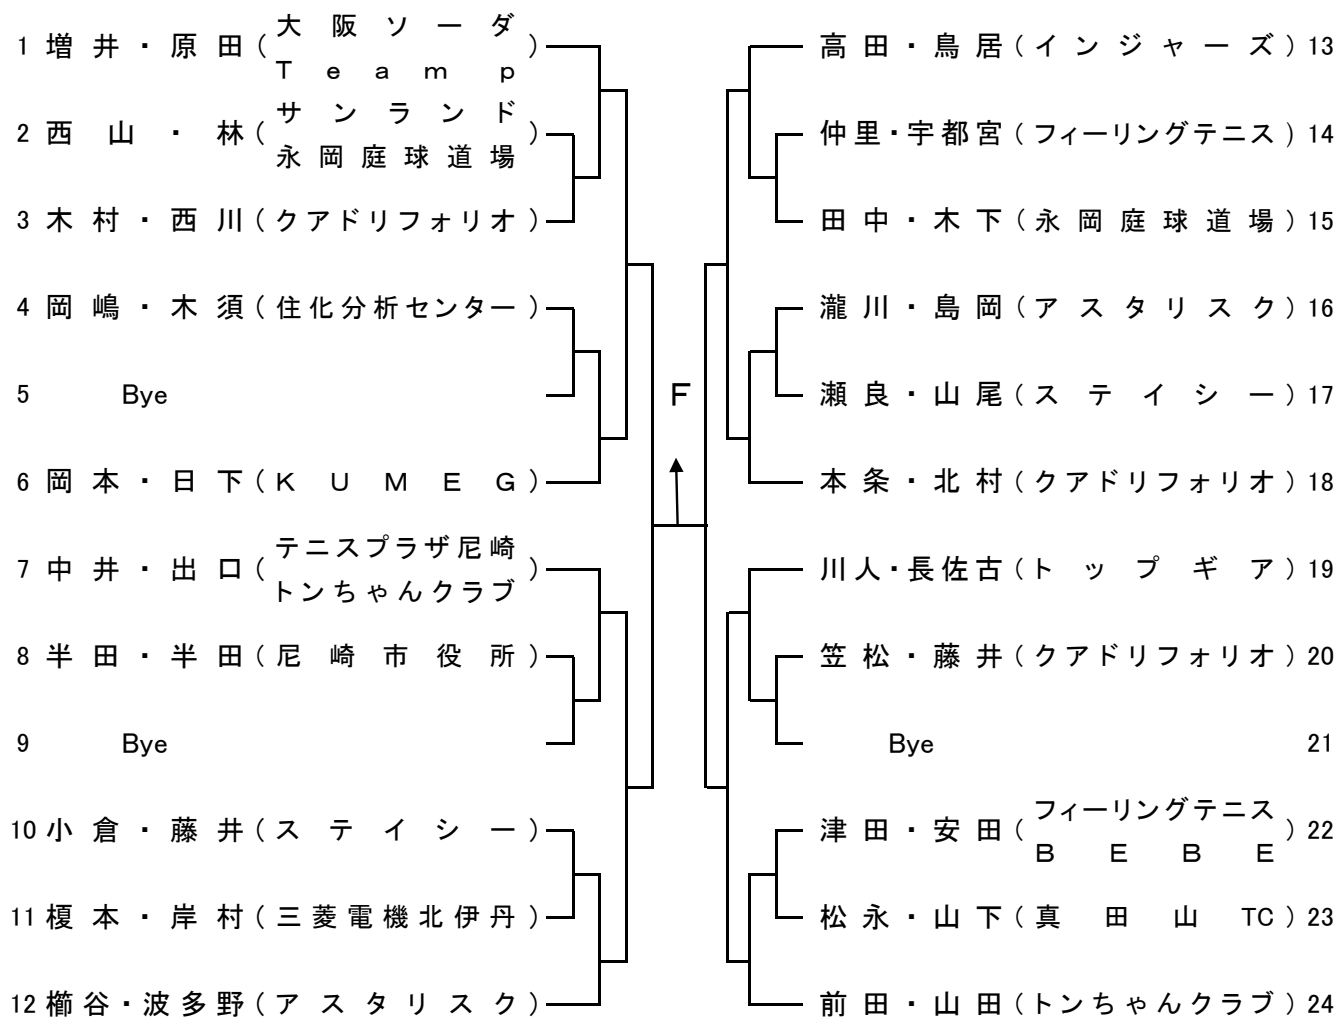 1 増井・原田(大阪ソーダ
Team p)
2 西山・林(サンランド
永岡庭球道場)
3 木村・西川(クアドリフォリオ)
4 岡嶋・木須(住化分析センター)
5 Bye
6 岡本・日下(KUMEG)
7 中井・出口(テニスプラザ尼崎
トンちゃんクラブ)
8 半田・半田(尼崎市役所)
9 Bye
10 小倉・藤井(ステイシー)
11 榎本・岸村(三菱電機北伊丹)
12 櫛谷・波多野(アスタリスク)
F
高田・鳥居(インジャーズ) 13
仲里・宇都宮(フィーリングテニス) 14
田中・木下(永岡庭球道場) 15
瀧川・島岡(アスタリスク) 16
瀬良・山尾(ステイシー) 17
本条・北村(クアドリフォリオ) 18
川人・長佐古(トップギア) 19
笠松・藤井(クアドリフォリオ) 20
Bye 21
津田・安田(フィーリングテニス
BEBE) 22
松永・山下(真田山TC) 23
前田・山田(トンちゃんクラブ) 24